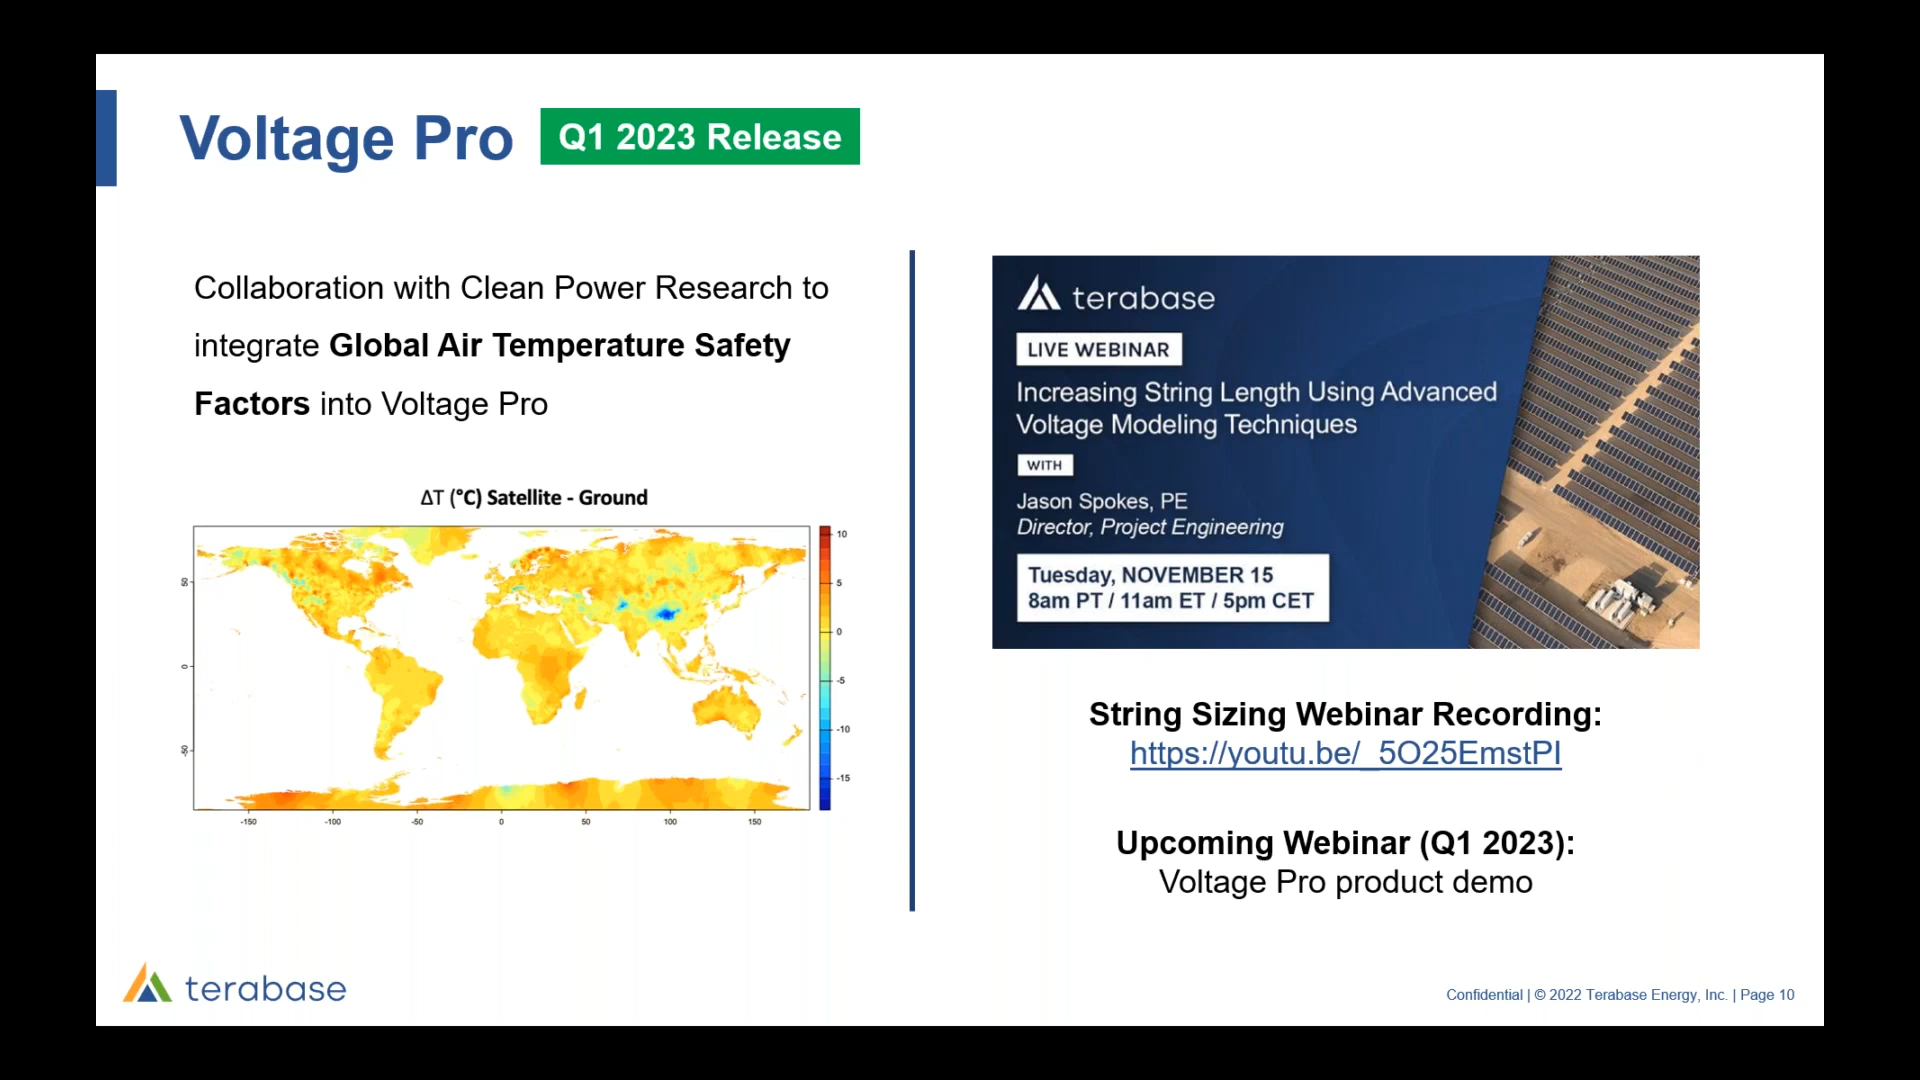 Voltage Pro
Q1 2023 Release
Collaboration with Clean Power Research to
integrate Global Air Temperature Safety
Factors into Voltage Pro
ΔT (°C) Satellite - Ground
10
5
0
-5
-10
-15
50
0
-50
-150
-100
-50
0
50
100
150
terabase
LIVE WEBINAR
Increasing String Length Using Advanced
Voltage Modeling Techniques
WITH
Jason Spokes, PE
Director, Project Engineering
Tuesday, NOVEMBER 15
8am PT / 11am ET / 5pm CET
String Sizing Webinar Recording:
https://youtu.be/_5O25EmstPI
Upcoming Webinar (Q1 2023):
Voltage Pro product demo
terabase
Confidential | © 2022 Terabase Energy, Inc. | Page 10